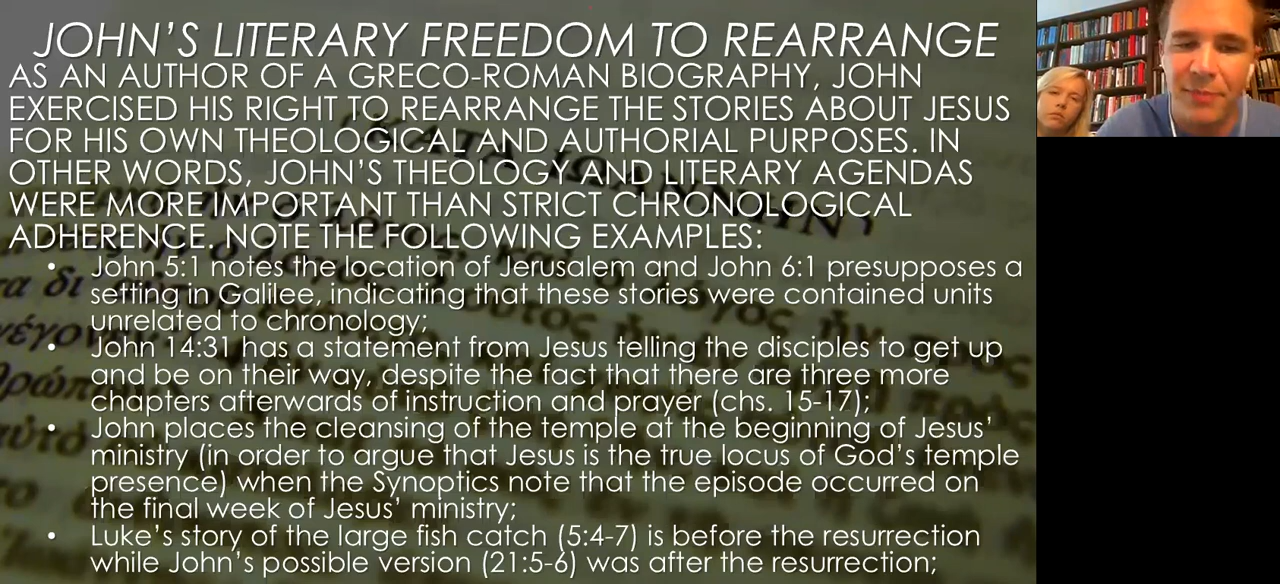 JOHN'S LITERARY FREEDOM TO REARRANGE
AS AN AUTHOR OF A GRECO-ROMAN BIOGRAPHY, JOHN
EXERCISED HIS RIGHT TO REARRANGE THE STORIES ABOUT JESUS
FOR HIS OWN THEOLOGICAL AND AUTHORIAL PURPOSES. IN
OTHER WORDS, JOHN'S THEOLOGY AND LITERARY AGENDAS
WERE MORE IMPORTANT THAN STRICT CHRONOLOGICAL
ADHERENCE. NOTE THE FOLLOWING EXAMPLES:
• John 5:1 notes the location of Jerusalem and John 6:1 presupposes a
setting in Galilee, indicating that these stories were contained units
unrelated to chronology;
• John 14:31 has a statement from Jesus telling the disciples to get up
and be on their way, despite the fact that there are three more
chapters afterwards of instruction and prayer (chs. 15-17);
• John places the cleansing of the temple at the beginning of Jesus'
ministry (in order to argue that Jesus is the true locus of God's temple
presence) when the Synoptics note that the episode occurred on
the final week of Jesus' ministry;
• Luke's story of the large fish catch (5:4-7) is before the resurrection
while John's possible version (21:5-6) was after the resurrection;